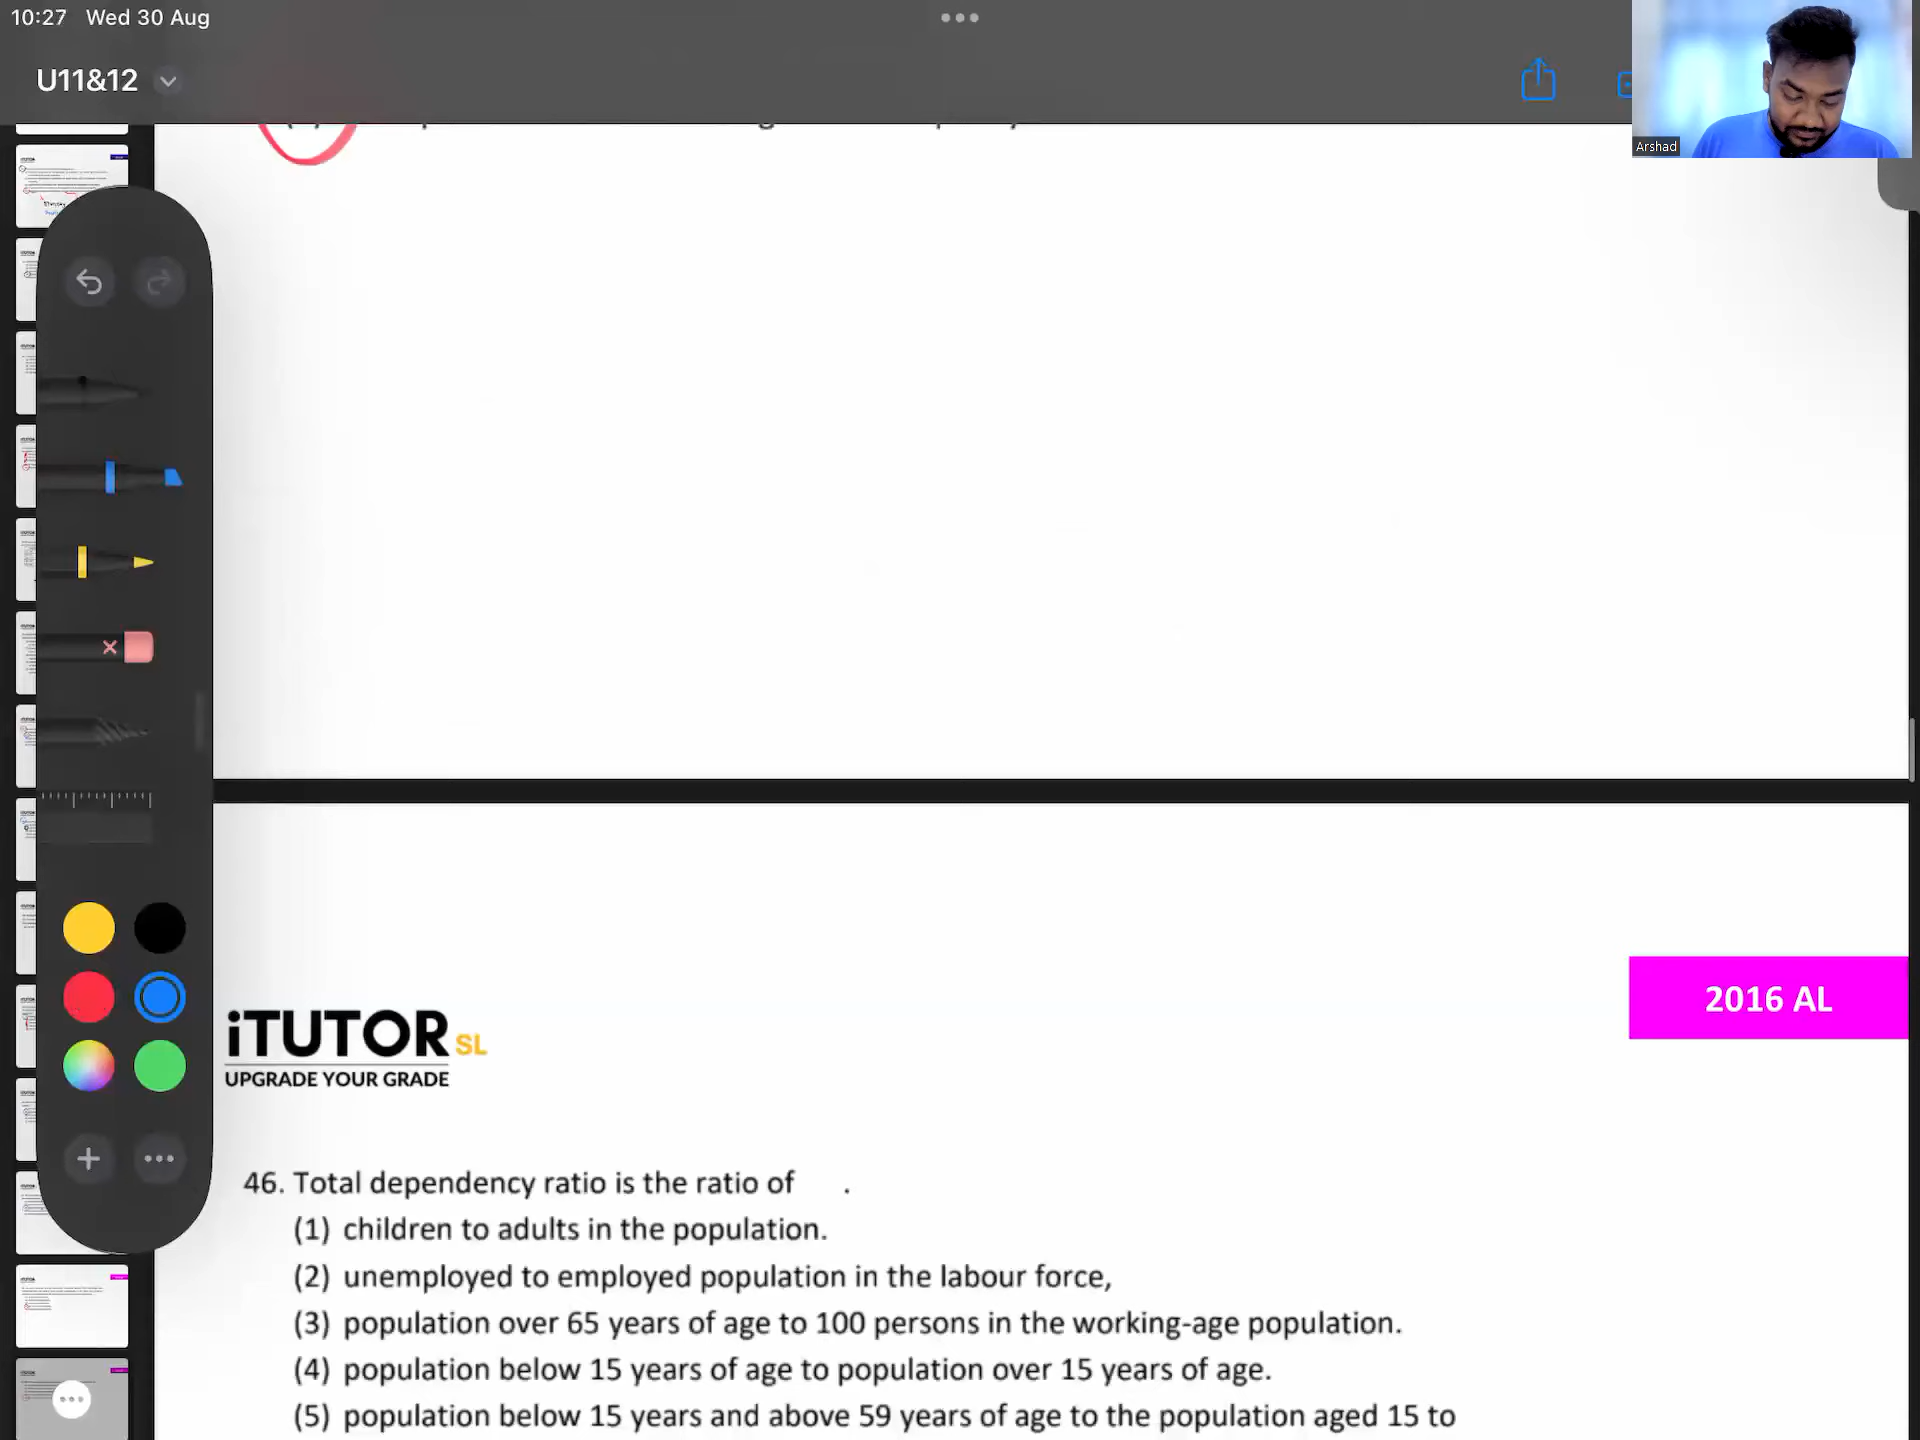 10:27 Wed 30 Aug
U11&12
Arshad
2016 AL
iTUTOR SL
UPGRADE YOUR GRADE
46. Total dependency ratio is the ratio of .
(1) children to adults in the population.
(2) unemployed to employed population in the labour force,
(3) population over 65 years of age to 100 persons in the working-age population.
(4) population below 15 years of age to population over 15 years of age.
(5) population below 15 years and above 59 years of age to the population aged 15 to